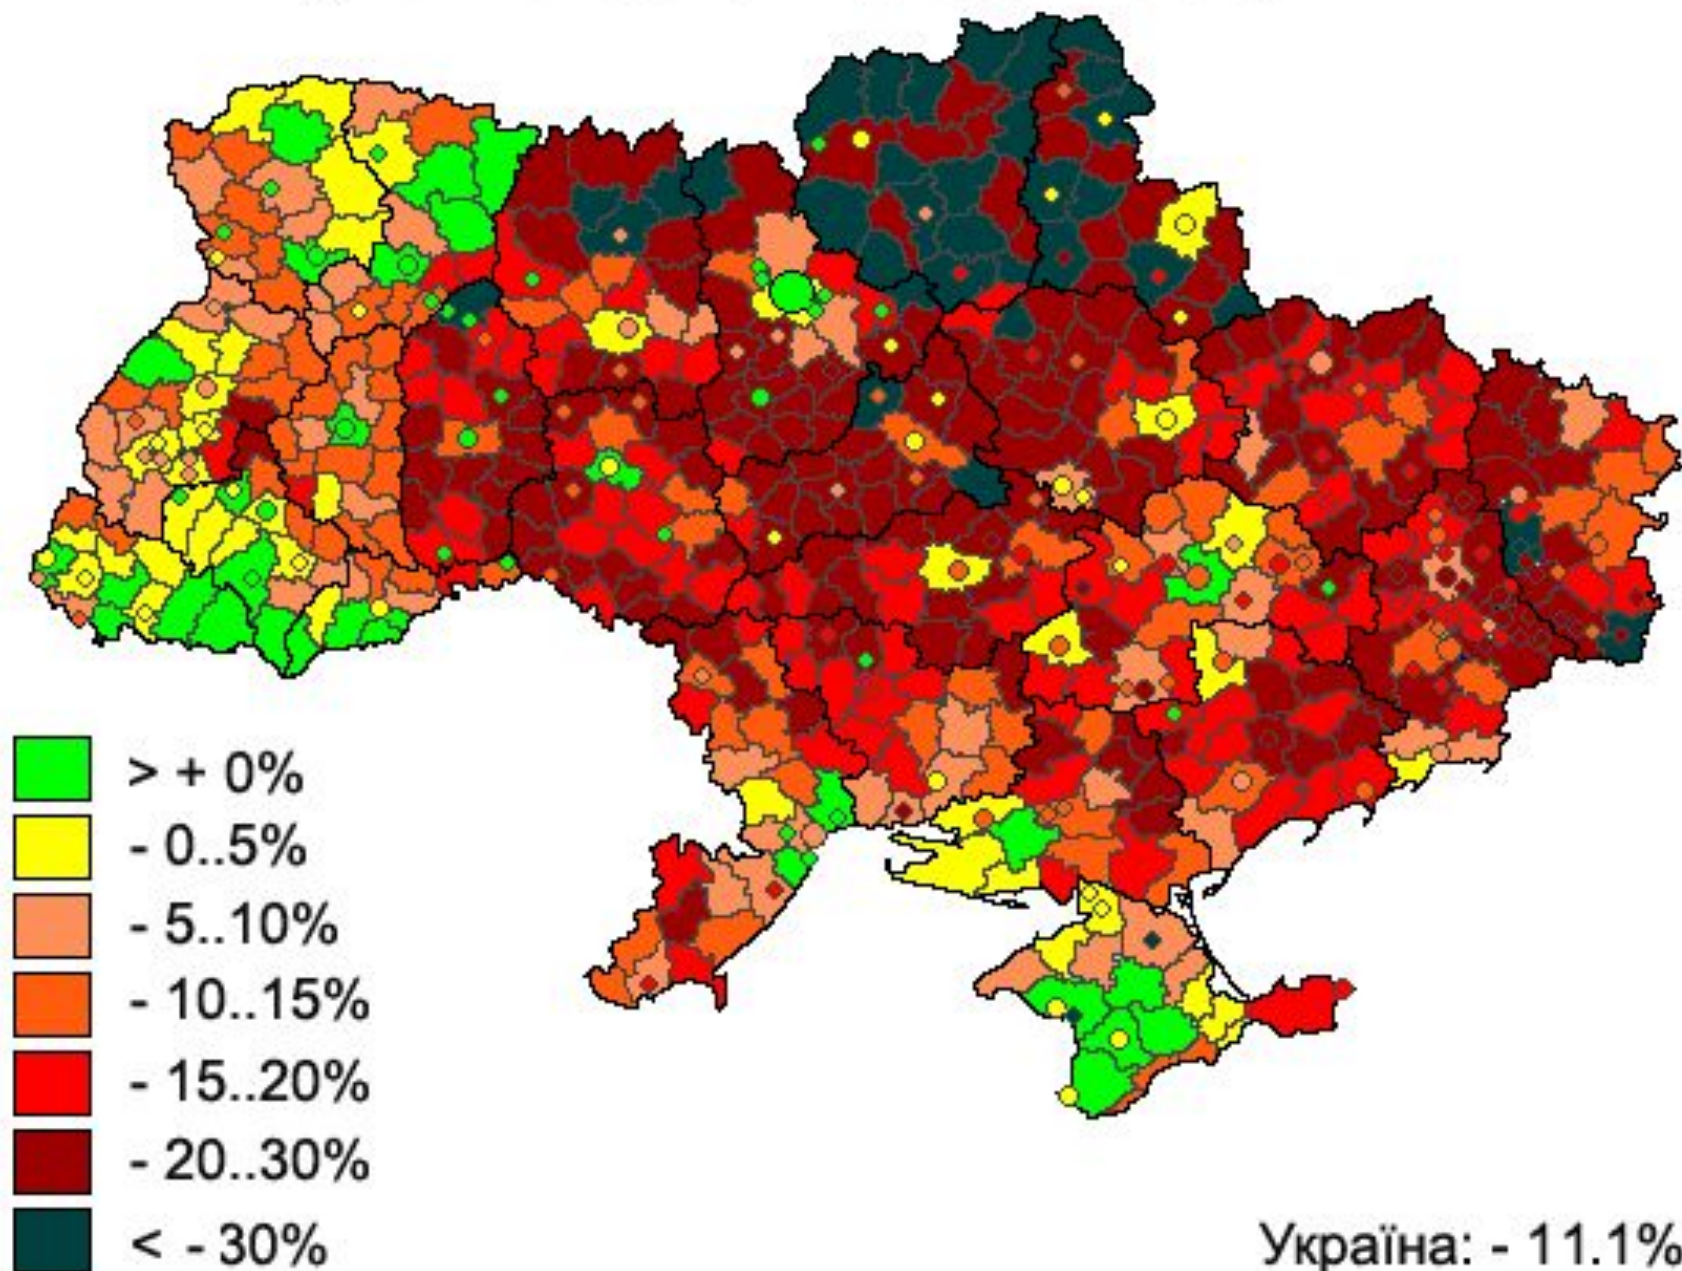 > + 0%
- 0..5%
- 5..10%
- 10..15%
- 15..20%
- 20..30%
< - 30%
Україна: - 11.1%